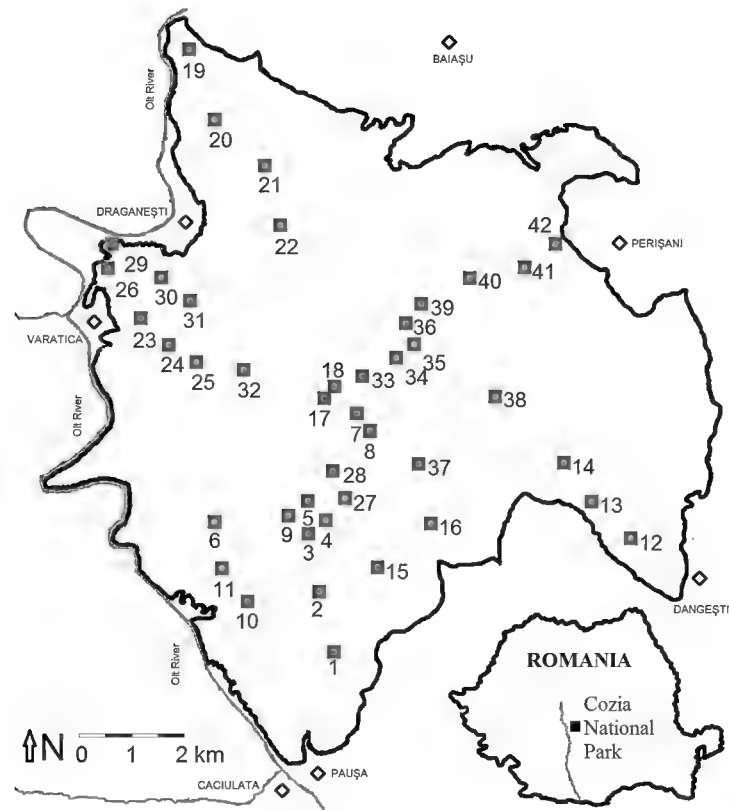 19
BAIAŞU
Olt River
20
21
DRAGANEŞTI
22
42
PERIŞANI
29
41
26
30
40
31
39
23
36
VARATICA
24
35
25
34
32
18
33
17
38
Olt River
7
8
14
28
37
27
13
5
6
9
4
16
3
12
15
11
2
DANGEŞTI
10
Olt River
1
ROMANIA
Cozia
National
Park
N
0 1 2 km
PAUŞA
CACIULATA